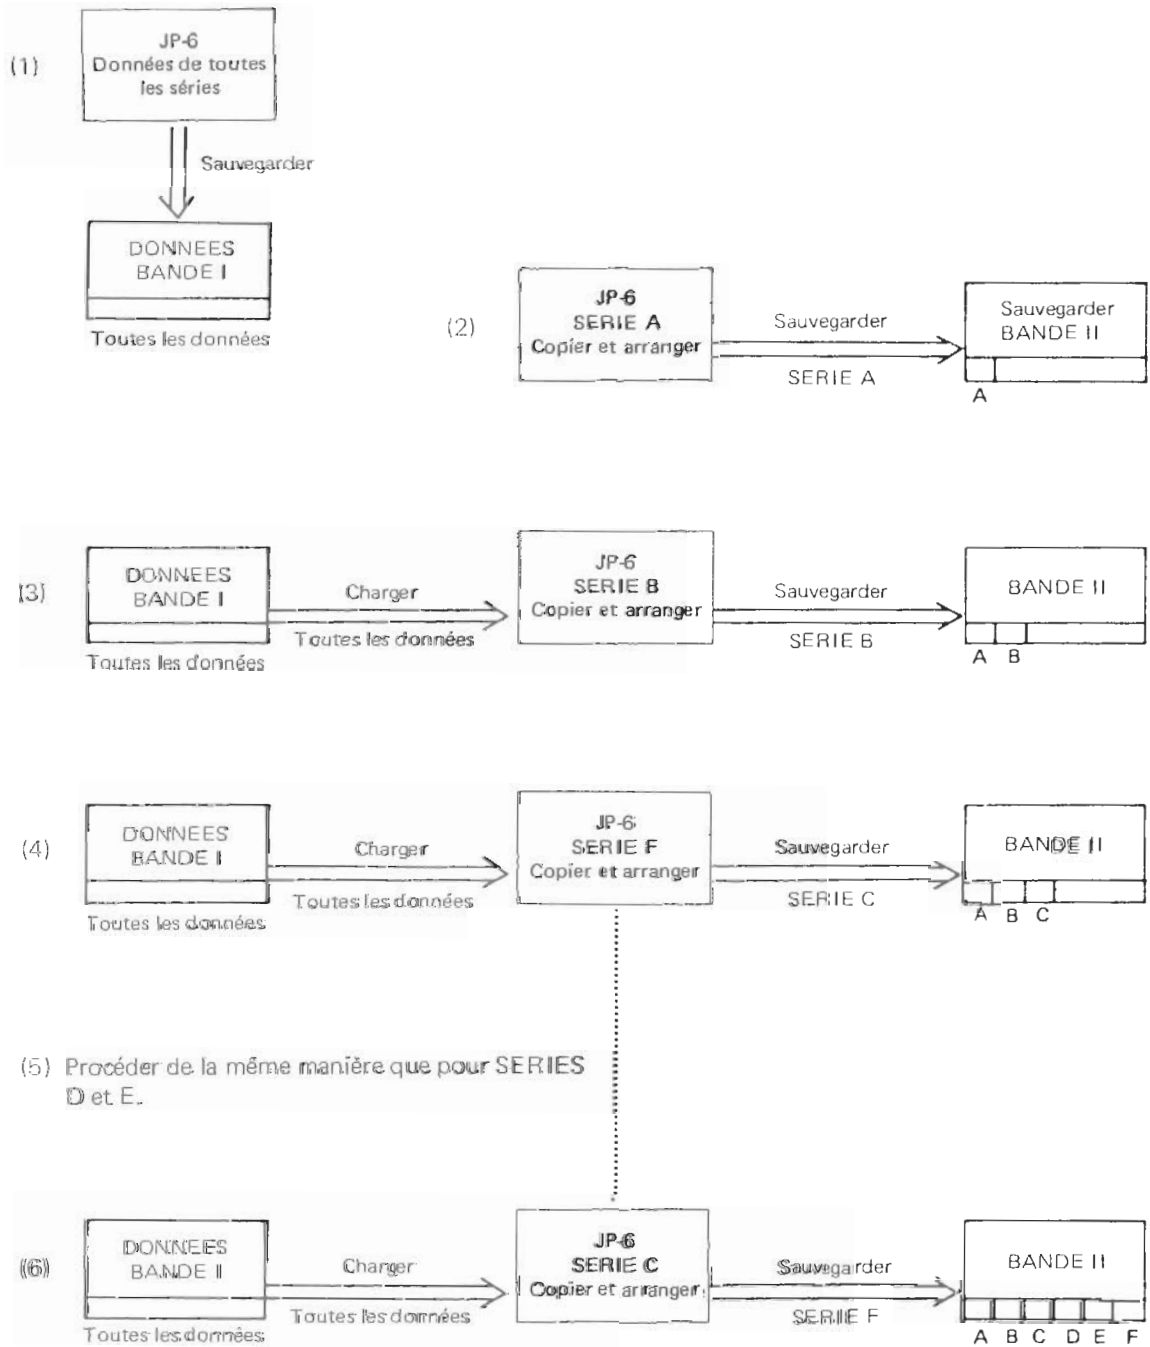 (1)
JP-6
Données de toutes
les séries
Sauvegarder
DONNEES
BANDE I
Toutes les données
(2)
JP-6
SERIE A
Copier et arranger
Sauvegarder
SERIE A
Sauvegarder
BANDE II
A
(3)
DONNEES
BANDE I
Toutes les données
Charger
Toutes les données
JP-6
SERIE B
Copier et arranger
Sauvegarder
SERIE B
BANDE II
A B
(4)
DONNEES
BANDE I
Toutes les données
Charger
Toutes les données
JP-6
SERIE F
Copier et arranger
Sauvegarder
SERIE C
BANDE II
A B C
(5) Procéder de la même manière que pour SERIES
D et E.
(6)
DONNEES
BANDE II
Toutes les données
Charger
Toutes les données
JP-6
SERIE C
Copier et arranger
Sauvegarder
SERIE F
BANDE II
A B C D E F